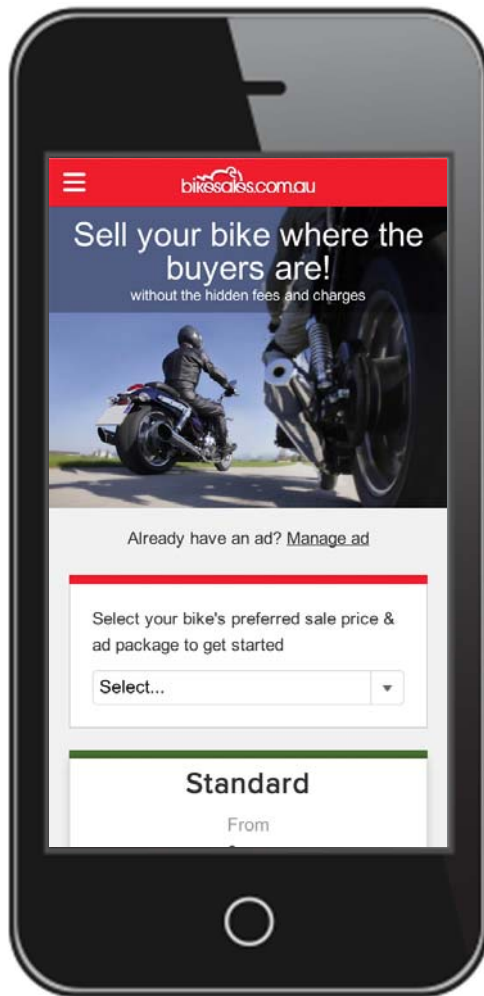 bikesales.com.au
Sell your bike where the
buyers are!
without the hidden fees and charges
Already have an ad? Manage ad
Select your bike's preferred sale price &
ad package to get started
Select...
Standard
From